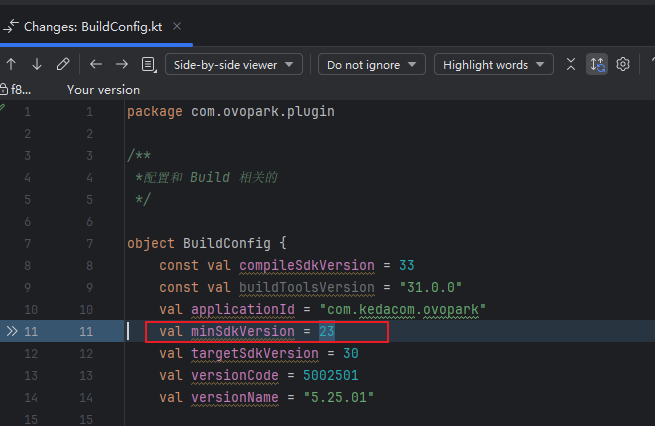 Changes: BuildConfig.kt
Side-by-side viewer
Do not ignore
Highlight words
f8...
Your version
1 1 package com.ovopark.plugin
2 2
3 3 /**
4 4 *配置和 Build 相关的
5 5 */
6 6
7 7 object BuildConfig {
8 8 const val compileSdkVersion = 33
9 9 const val buildToolsVersion = "31.0.0"
10 10 val applicationId = "com.kedacom.ovopark"
11 11 val minSdkVersion = 23
12 12 val targetSdkVersion = 30
13 13 val versionCode = 5002501
14 14 val versionName = "5.25.01"
15 15